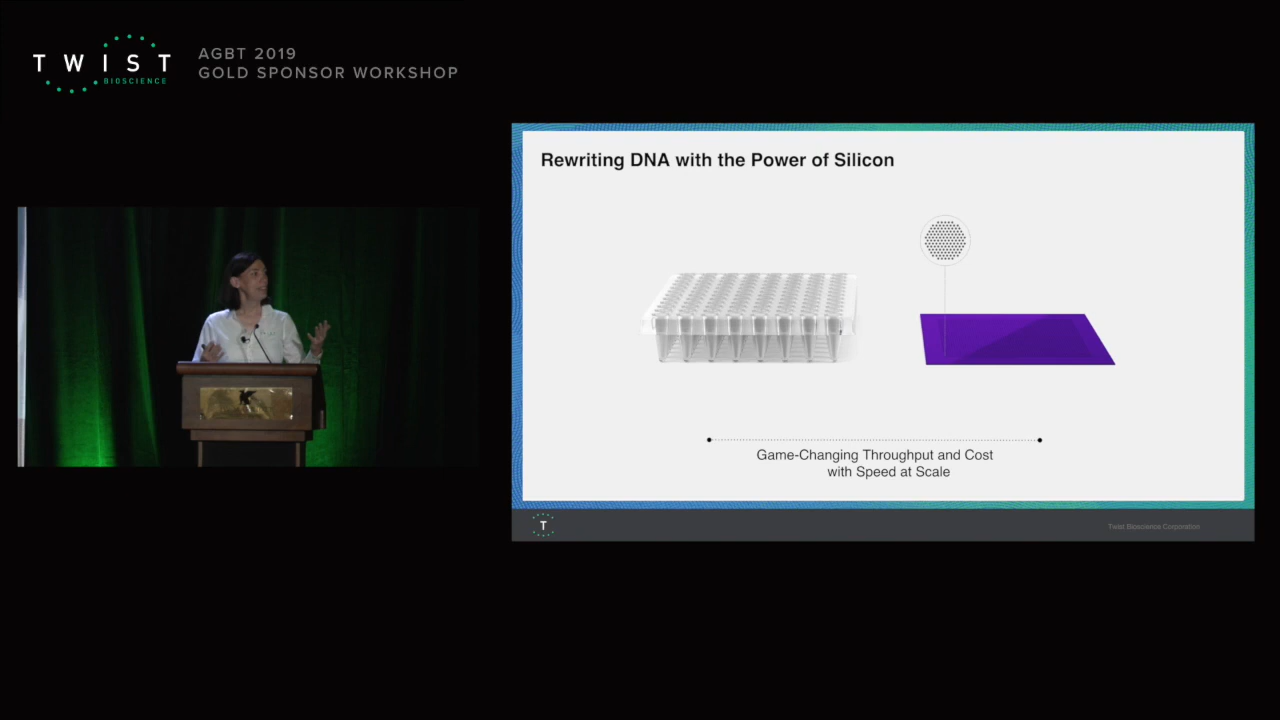 TWIST
BIOSCIENCE
AGBT 2019
GOLD SPONSOR WORKSHOP
Rewriting DNA with the Power of Silicon
Game-Changing Throughput and Cost
with Speed at Scale
T
Twist Bioscience Corporation